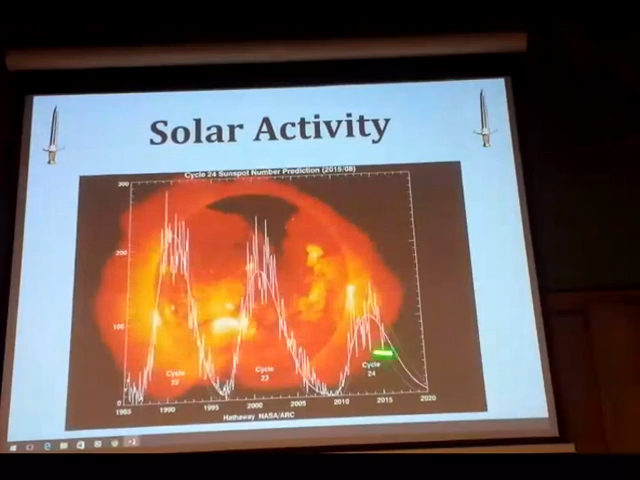 Solar Activity
Cycle 24 Sunspot Number Prediction (2015/08)
300
200
100
0
Cycle
22
Cycle
23
Cycle
24
1985 1990 1995 2000 2005 2010 2015 2020
Hathaway NASA/ARC